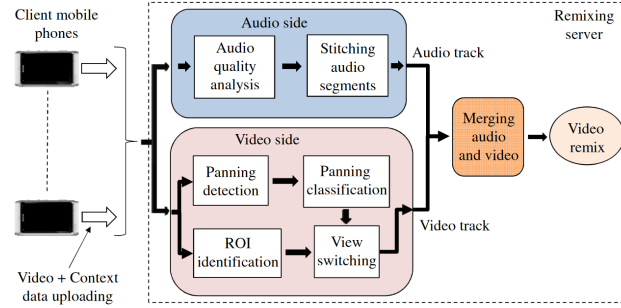 Client mobile
phones
Audio side
Remixing
server
Audio
quality
analysis
Stitching
audio
segments
Audio track
Video side
Panning
detection
Panning
classification
Merging
audio
and video
Video
remix
ROI
identification
View
switching
Video track
Video + Context
data uploading